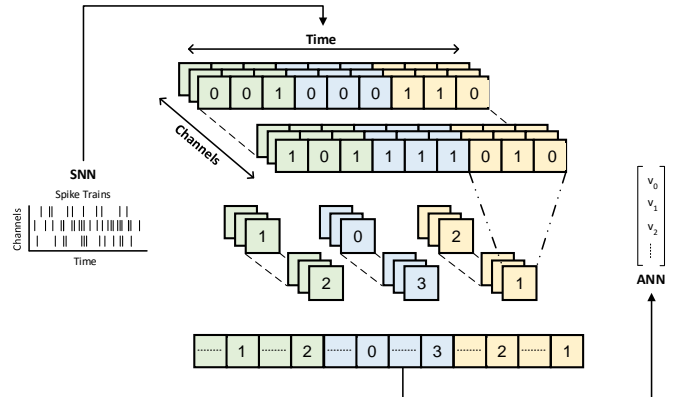 Time
0 0 1 0 0 0 1 1 0
Channels
1 0 1 1 1 1 0 1 0
SNN
Spike Trains
Channels
Time
1 0 2
2 3 1
v0
v1
v2
ANN
........ 1 ........ 2 ........ 0 ........ 3 ........ 2 ........ 1